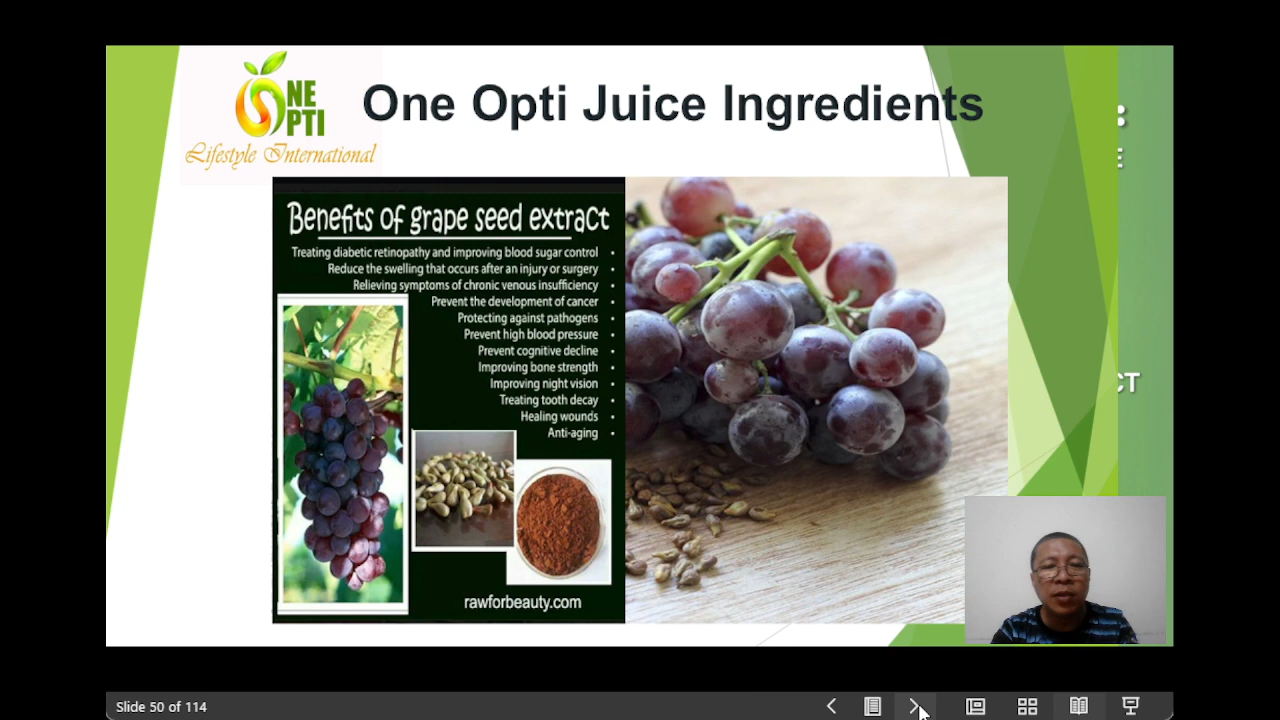 ONE
OPTI
Lifestyle International
One Opti Juice Ingredients
:
E
CT
Benefits of grape seed extract
Treating diabetic retinopathy and improving blood sugar control •
Reduce the swelling that occurs after an injury or surgery •
Relieving symptoms of chronic venous insufficiency •
Prevent the development of cancer •
Protecting against pathogens •
Prevent high blood pressure •
Prevent cognitive decline •
Improving bone strength •
Improving night vision •
Treating tooth decay •
Healing wounds •
Anti-aging •
rawforbeauty.com
Slide 50 of 114